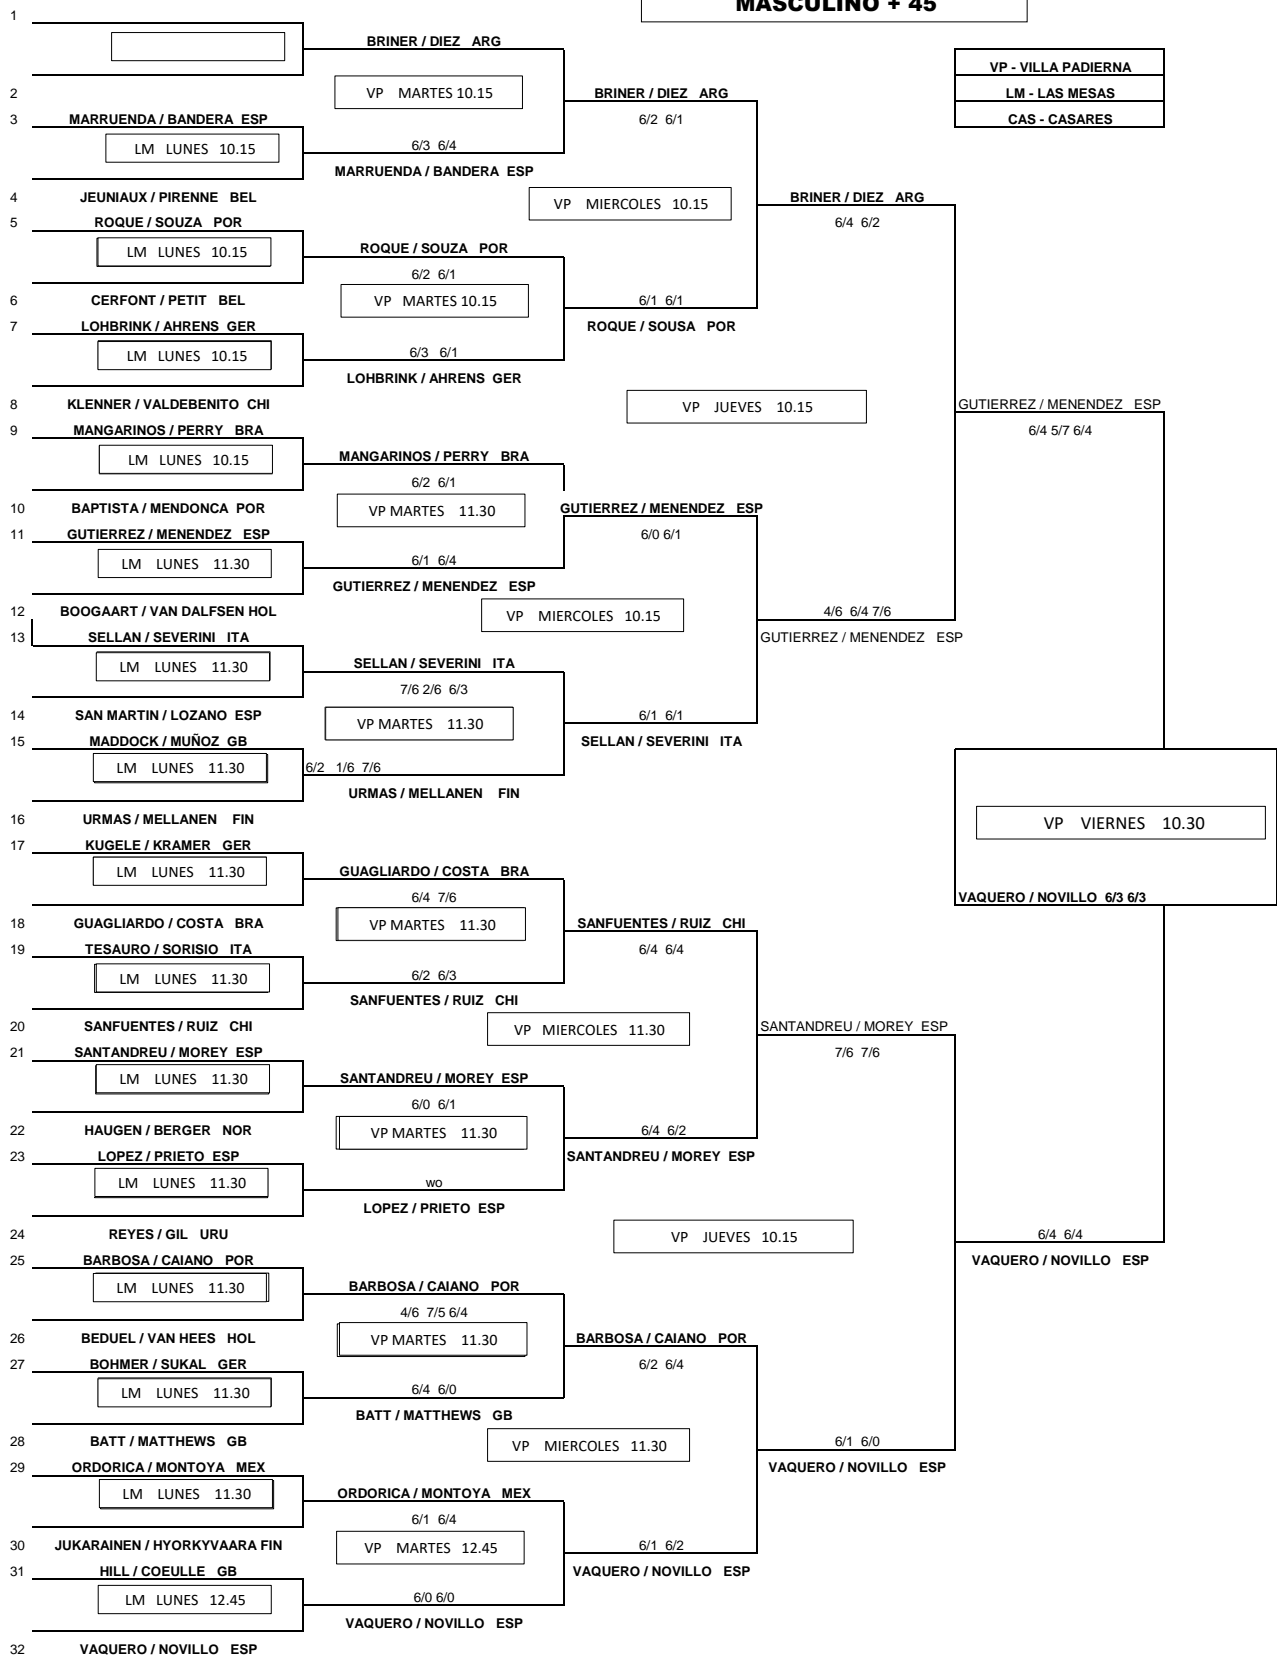 MASCULINO + 45
1
BRINER / DIEZ ARG
VP - VILLA PADIERNA
VP MARTES 10.15
2
BRINER / DIEZ ARG
LM - LAS MESAS
3
MARRUENDA / BANDERA ESP
6/2 6/1
CAS - CASARES
LM LUNES 10.15
6/3 6/4
MARRUENDA / BANDERA ESP
4
JEUNIAUX / PIRENNE BEL
VP MIERCOLES 10.15
BRINER / DIEZ ARG
5
ROQUE / SOUZA POR
6/4 6/2
LM LUNES 10.15
ROQUE / SOUZA POR
6/2 6/1
6
CERFONT / PETIT BEL
VP MARTES 10.15
6/1 6/1
7
LOHBRINK / AHRENS GER
ROQUE / SOUSA POR
LM LUNES 10.15
6/3 6/1
LOHBRINK / AHRENS GER
8
KLENNER / VALDEBENITO CHI
VP JUEVES 10.15
GUTIERREZ / MENENDEZ ESP
9
MANGARINOS / PERRY BRA
6/4 5/7 6/4
LM LUNES 10.15
MANGARINOS / PERRY BRA
6/2 6/1
10
BAPTISTA / MENDONCA POR
VP MARTES 11.30
GUTIERREZ / MENENDEZ ESP
11
GUTIERREZ / MENENDEZ ESP
6/0 6/1
LM LUNES 11.30
6/1 6/4
GUTIERREZ / MENENDEZ ESP
12
BOOGAART / VAN DALFSEN HOL
VP MIERCOLES 10.15
4/6 6/4 7/6
13
SELLAN / SEVERINI ITA
GUTIERREZ / MENENDEZ ESP
LM LUNES 11.30
SELLAN / SEVERINI ITA
7/6 2/6 6/3
14
SAN MARTIN / LOZANO ESP
VP MARTES 11.30
6/1 6/1
15
MADDOCK / MUÑOZ GB
SELLAN / SEVERINI ITA
LM LUNES 11.30
6/2 1/6 7/6
URMAS / MELLANEN FIN
16
URMAS / MELLANEN FIN
VP VIERNES 10.30
17
KUGELE / KRAMER GER
LM LUNES 11.30
GUAGLIARDO / COSTA BRA
6/4 7/6
VAQUERO / NOVILLO 6/3 6/3
18
GUAGLIARDO / COSTA BRA
VP MARTES 11.30
SANFUENTES / RUIZ CHI
19
TESAURO / SORISIO ITA
6/4 6/4
LM LUNES 11.30
6/2 6/3
SANFUENTES / RUIZ CHI
20
SANFUENTES / RUIZ CHI
VP MIERCOLES 11.30
SANTANDREU / MOREY ESP
21
SANTANDREU / MOREY ESP
7/6 7/6
LM LUNES 11.30
SANTANDREU / MOREY ESP
6/0 6/1
22
HAUGEN / BERGER NOR
VP MARTES 11.30
6/4 6/2
23
LOPEZ / PRIETO ESP
SANTANDREU / MOREY ESP
LM LUNES 11.30
wo
LOPEZ / PRIETO ESP
24
REYES / GIL URU
VP JUEVES 10.15
6/4 6/4
25
BARBOSA / CAIANO POR
VAQUERO / NOVILLO ESP
LM LUNES 11.30
BARBOSA / CAIANO POR
4/6 7/5 6/4
26
BEDUEL / VAN HEES HOL
VP MARTES 11.30
BARBOSA / CAIANO POR
27
BOHMER / SUKAL GER
6/2 6/4
LM LUNES 11.30
6/4 6/0
BATT / MATTHEWS GB
28
BATT / MATTHEWS GB
VP MIERCOLES 11.30
6/1 6/0
29
ORDORICA / MONTOYA MEX
VAQUERO / NOVILLO ESP
LM LUNES 11.30
ORDORICA / MONTOYA MEX
6/1 6/4
30
JUKARAINEN / HYORKYVAARA FIN
VP MARTES 12.45
6/1 6/2
31
HILL / COEULLE GB
VAQUERO / NOVILLO ESP
LM LUNES 12.45
6/0 6/0
VAQUERO / NOVILLO ESP
32
VAQUERO / NOVILLO ESP